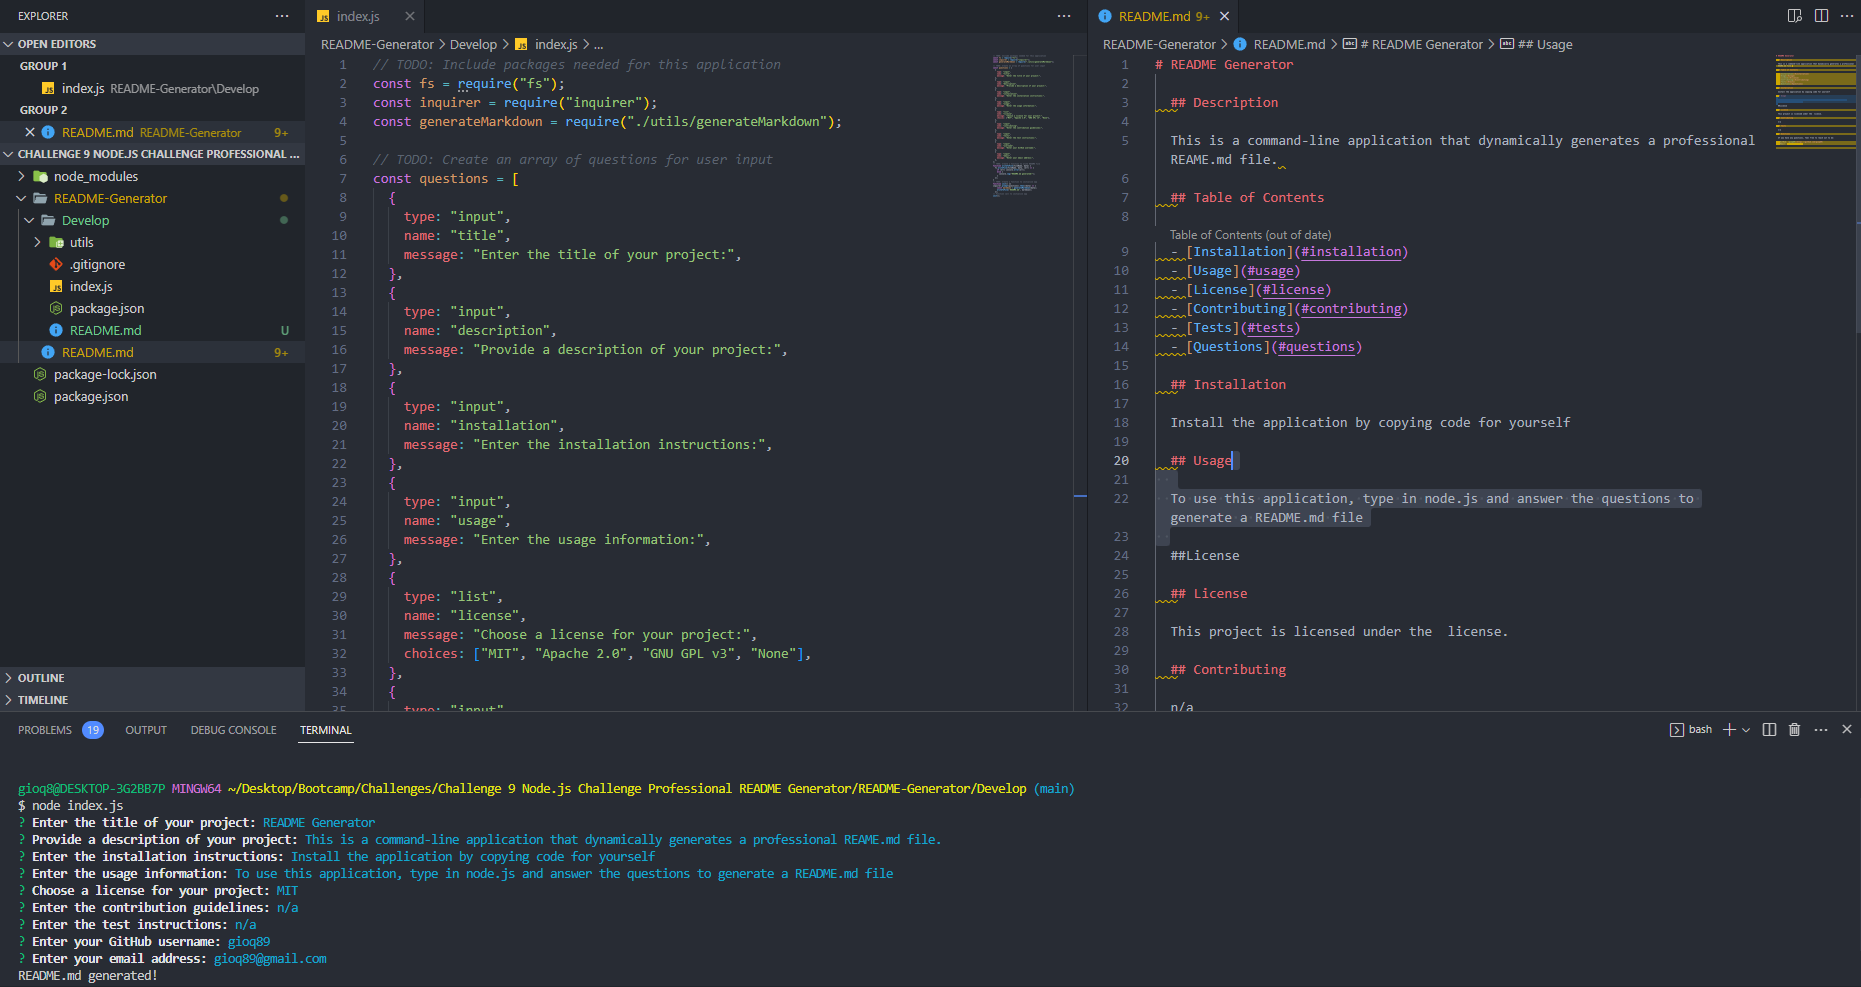 EXPLORER
OPEN EDITORS
GROUP 1
index.js README-Generator\Develop
GROUP 2
README.md README-Generator 9+
CHALLENGE 9 NODE.JS CHALLENGE PROFESSIONAL ...
node_modules
README-Generator
Develop
utils
.gitignore
index.js
package.json
README.md U
README.md 9+
package-lock.json
package.json
OUTLINE
TIMELINE
index.js
README-Generator > Develop > index.js > ...
1 // TODO: Include packages needed for this application
2 const fs = require("fs");
3 const inquirer = require("inquirer");
4 const generateMarkdown = require("./utils/generateMarkdown");
5
6 // TODO: Create an array of questions for user input
7 const questions = [
8 {
9 type: "input",
10 name: "title",
11 message: "Enter the title of your project:",
12 },
13 {
14 type: "input",
15 name: "description",
16 message: "Provide a description of your project:",
17 },
18 {
19 type: "input",
20 name: "installation",
21 message: "Enter the installation instructions:",
22 },
23 {
24 type: "input",
25 name: "usage",
26 message: "Enter the usage information:",
27 },
28 {
29 type: "list",
30 name: "license",
31 message: "Choose a license for your project:",
32 choices: ["MIT", "Apache 2.0", "GNU GPL v3", "None"],
33 },
34 {
35 type: "input"
README.md 9+
README-Generator > README.md > # README Generator > ## Usage
1 # README Generator
2
3 ## Description
4
5 This is a command-line application that dynamically generates a professional
REAME.md file.
6
7 ## Table of Contents
8
Table of Contents (out of date)
9 - [Installation](#installation)
10 - [Usage](#usage)
11 - [License](#license)
12 - [Contributing](#contributing)
13 - [Tests](#tests)
14 - [Questions](#questions)
15
16 ## Installation
17
18 Install the application by copying code for yourself
19
20 ## Usage
21
22 To use this application, type in node.js and answer the questions to
generate a README.md file
23
24 ##License
25
26 ## License
27
28 This project is licensed under the  license.
29
30 ## Contributing
31
32 n/a
PROBLEMS 19 OUTPUT DEBUG CONSOLE TERMINAL
bash
gioq8@DESKTOP-3G2BB7P MINGW64 ~/Desktop/Bootcamp/Challenges/Challenge 9 Node.js Challenge Professional README Generator/README-Generator/Develop (main)
$ node index.js
? Enter the title of your project: README Generator
? Provide a description of your project: This is a command-line application that dynamically generates a professional REAME.md file.
? Enter the installation instructions: Install the application by copying code for yourself
? Enter the usage information: To use this application, type in node.js and answer the questions to generate a README.md file
? Choose a license for your project: MIT
? Enter the contribution guidelines: n/a
? Enter the test instructions: n/a
? Enter your GitHub username: gioq89
? Enter your email address: gioq89@gmail.com
README.md generated!